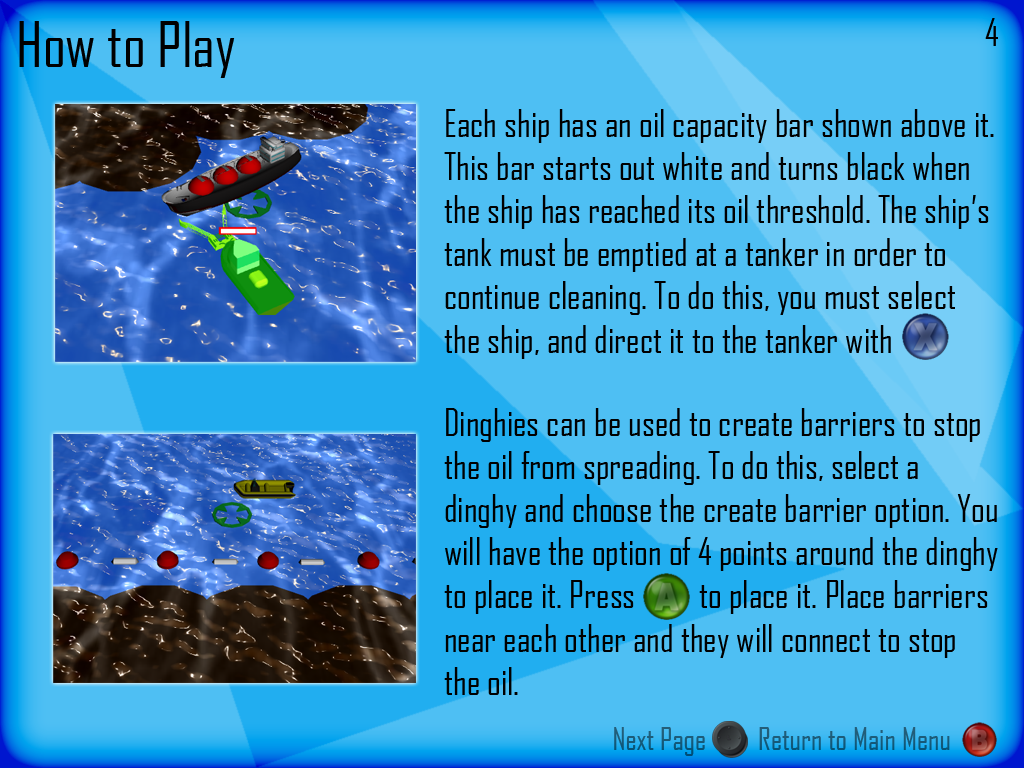 How to Play
4
Each ship has an oil capacity bar shown above it.
This bar starts out white and turns black when
the ship has reached its oil threshold. The ship's
tank must be emptied at a tanker in order to
continue cleaning. To do this, you must select
the ship, and direct it to the tanker with X
Dinghies can be used to create barriers to stop
the oil from spreading. To do this, select a
dinghy and choose the create barrier option. You
will have the option of 4 points around the dinghy
to place it. Press A to place it. Place barriers
near each other and they will connect to stop
the oil.
Next Page Return to Main Menu B